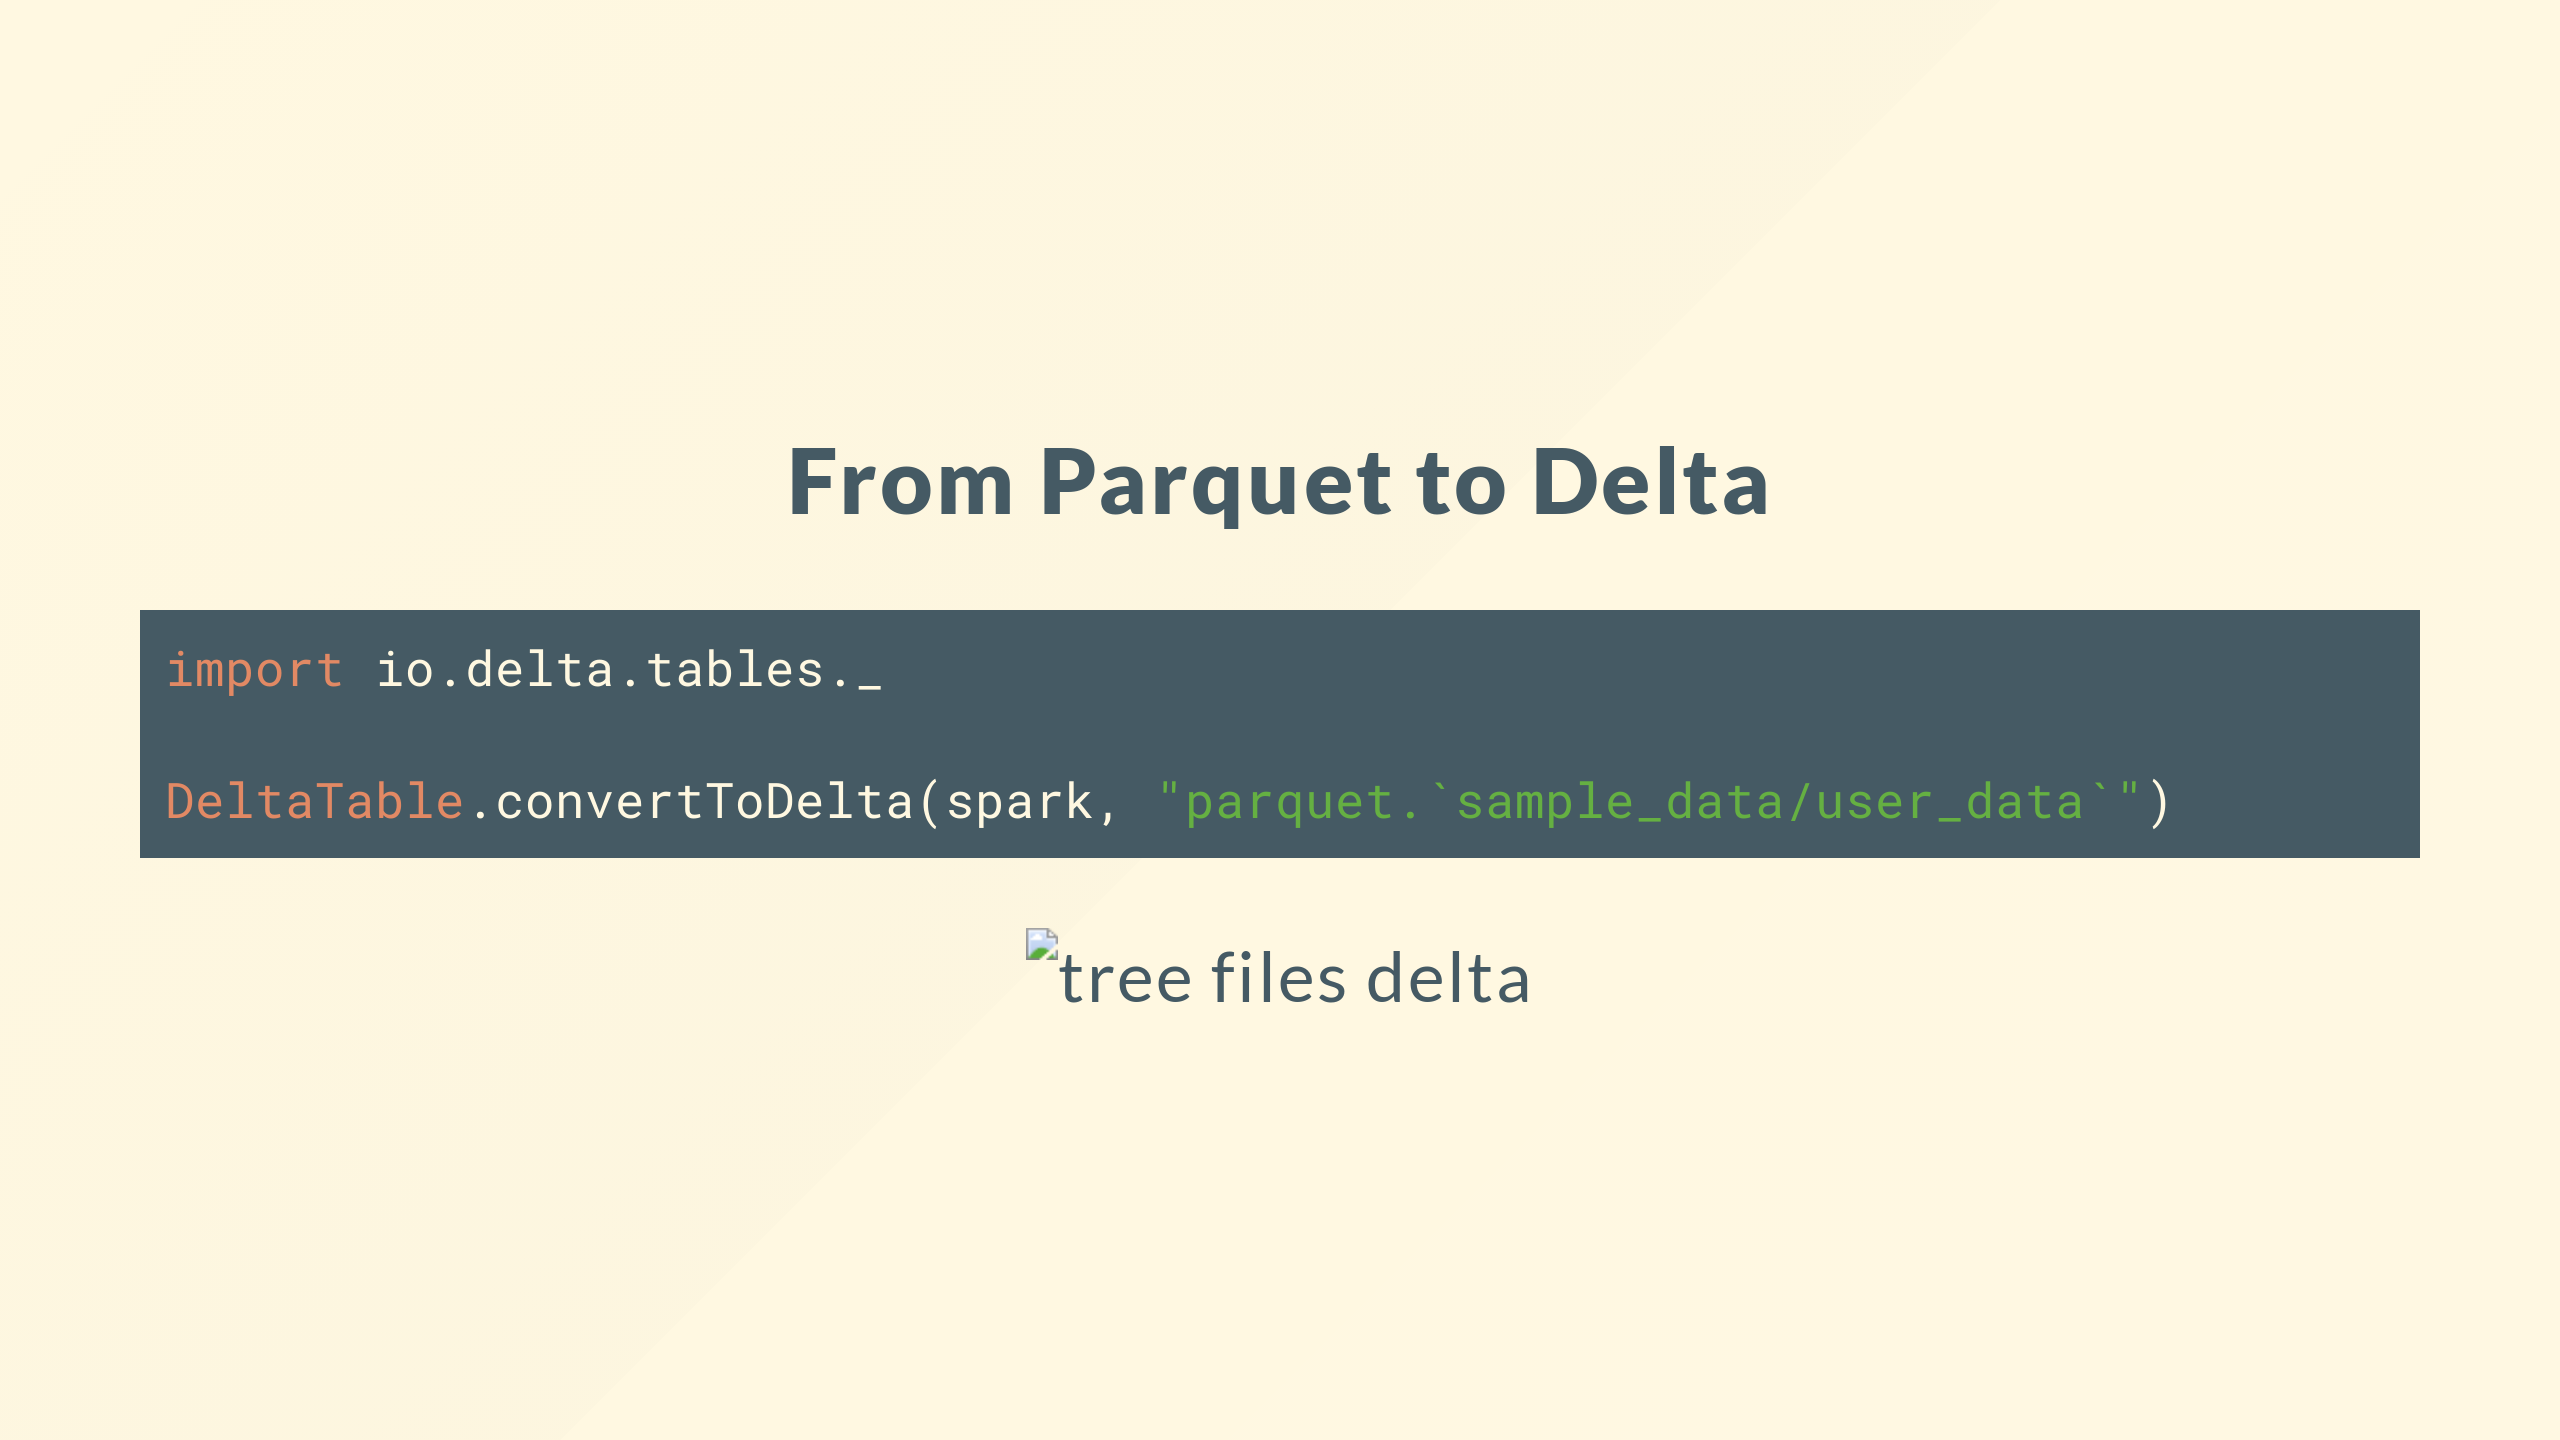 From Parquet to Delta
import io.delta.tables._
DeltaTable.convertToDelta(spark, "parquet.`sample_data/user_data`")
tree files delta